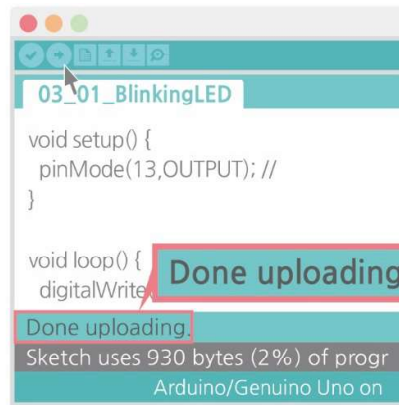 03_01_BlinkingLED
void setup() {
pinMode(13,OUTPUT); //
}
void loop() {
digitalWrite
Done uploading
Done uploading.
Sketch uses 930 bytes (2%) of progr
Arduino/Genuino Uno on